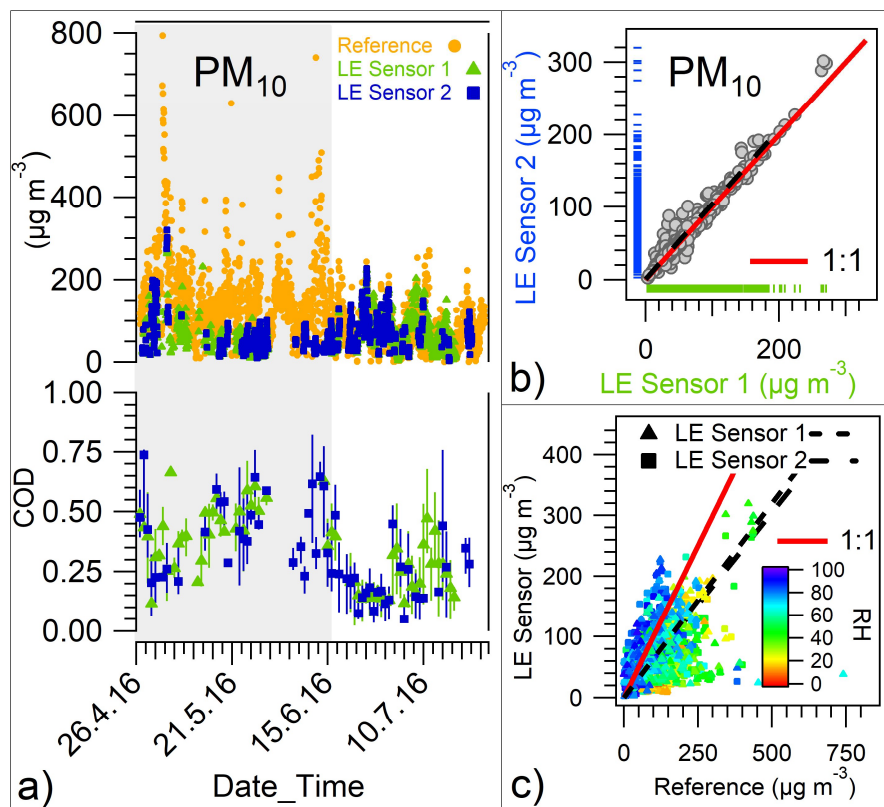 PM10
Reference
LE Sensor 1
LE Sensor 2
800
600
400
200
0
(µg m-3)
1.00
0.75
0.50
0.25
0.00
COD
26.4.16
21.5.16
15.6.16
10.7.16
Date_Time
a)
PM10
300
200
100
0
LE Sensor 2 (µg m-3)
1:1
0
200
LE Sensor 1 (µg m-3)
b)
LE Sensor 1
LE Sensor 2
1:1
400
300
200
100
0
LE Sensor (µg m-3)
100
80
60
40
20
0
RH
0
250
500
750
Reference (µg m-3)
c)